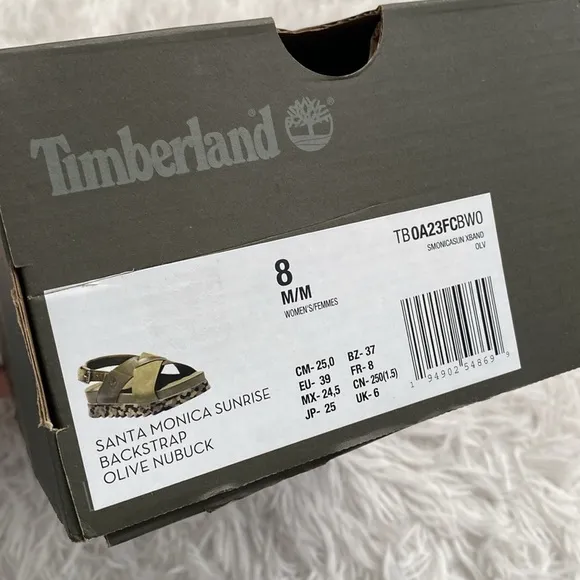 Timberland
TB0A23FCBW0
SMONICASUN XBAND
OLV
8
M/M
WOMEN'S/FEMMES
CM- 25,0 BZ- 37
EU- 39 FR- 8
MX- 24,5 CN- 250(1.5)
JP- 25 UK- 6
1 94902 54869 9
SANTA MONICA SUNRISE
BACKSTRAP
OLIVE NUBUCK